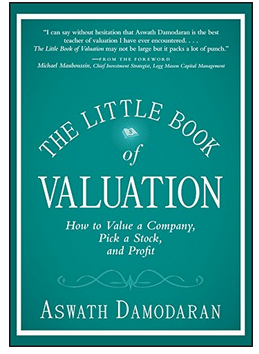 "I can say without hesitation that Aswath Damodaran is the best
teacher of valuation I have ever encountered. . . .
The Little Book of Valuation may not be large but it packs a lot of punch."
—FROM THE FOREWORD
Michael Mauboussin, Chief Investment Strategist, Legg Mason Capital Management
THE LITTLE BOOK
of
VALUATION
How to Value a Company,
Pick a Stock,
and Profit
ASWATH DAMODARAN